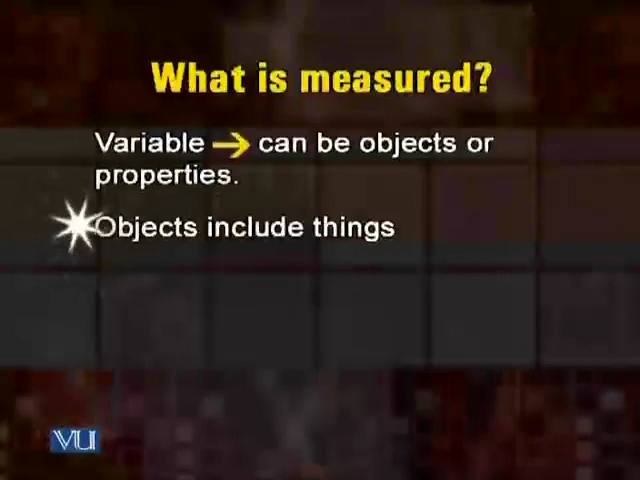 What is measured?
Variable → can be objects or
properties.
Objects include things
VU